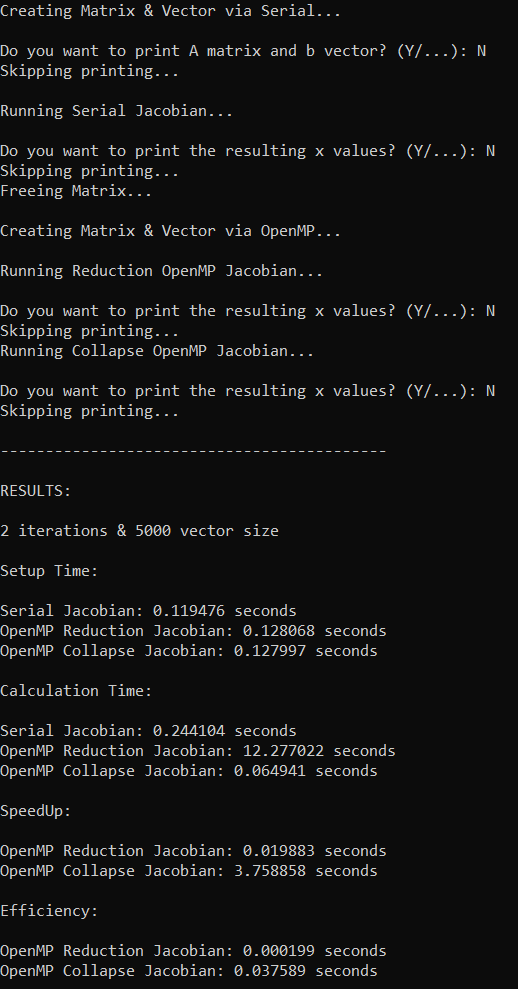 Creating Matrix & Vector via Serial...
Do you want to print A matrix and b vector? (Y/...): N
Skipping printing...
Running Serial Jacobian...
Do you want to print the resulting x values? (Y/...): N
Skipping printing...
Freeing Matrix...
Creating Matrix & Vector via OpenMP...
Running Reduction OpenMP Jacobian...
Do you want to print the resulting x values? (Y/...): N
Skipping printing...
Running Collapse OpenMP Jacobian...
Do you want to print the resulting x values? (Y/...): N
Skipping printing...
-------------------------------------------
RESULTS:
2 iterations & 5000 vector size
Setup Time:
Serial Jacobian: 0.119476 seconds
OpenMP Reduction Jacobian: 0.128068 seconds
OpenMP Collapse Jacobian: 0.127997 seconds
Calculation Time:
Serial Jacobian: 0.244104 seconds
OpenMP Reduction Jacobian: 12.277022 seconds
OpenMP Collapse Jacobian: 0.064941 seconds
SpeedUp:
OpenMP Reduction Jacobian: 0.019883 seconds
OpenMP Collapse Jacobian: 3.758858 seconds
Efficiency:
OpenMP Reduction Jacobian: 0.000199 seconds
OpenMP Collapse Jacobian: 0.037589 seconds